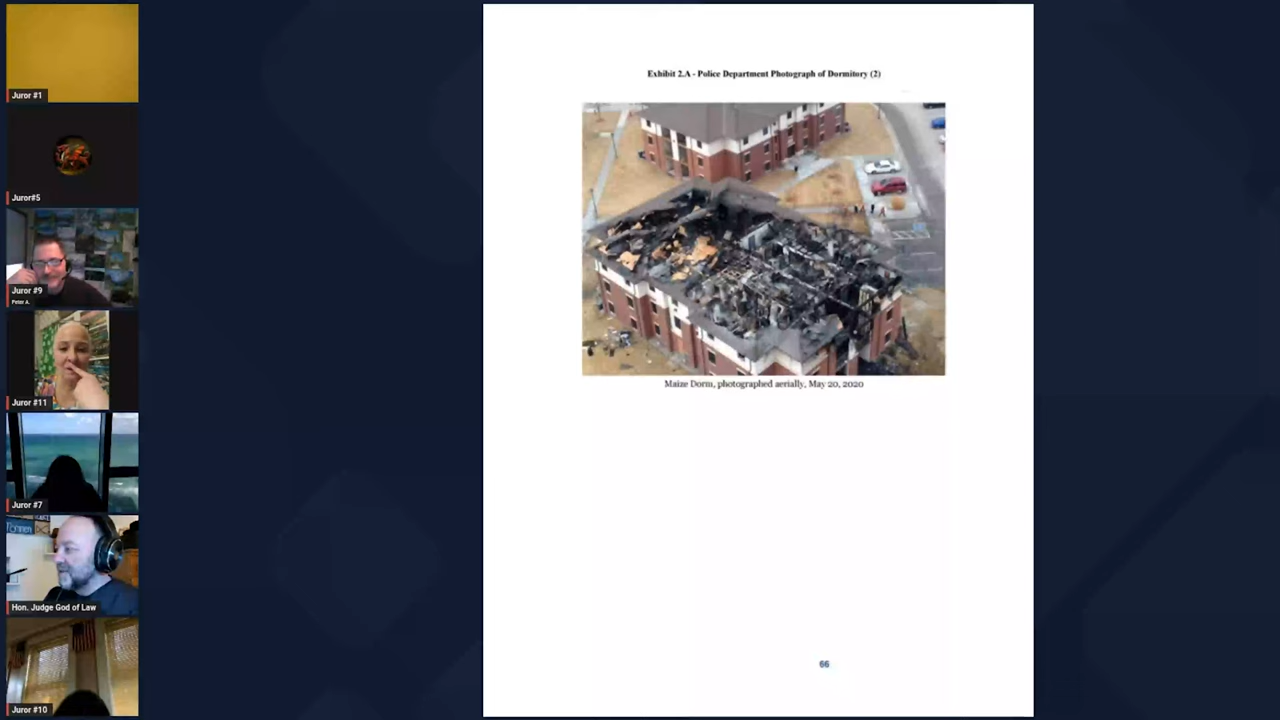 Juror #1
Juror#5
Juror #9
Peter A.
Juror #11
Juror #7
Hon. Judge God of Law
Juror #10
Exhibit 2.A - Police Department Photograph of Dormitory (2)
Maize Dorm, photographed aerially, May 20, 2020
66